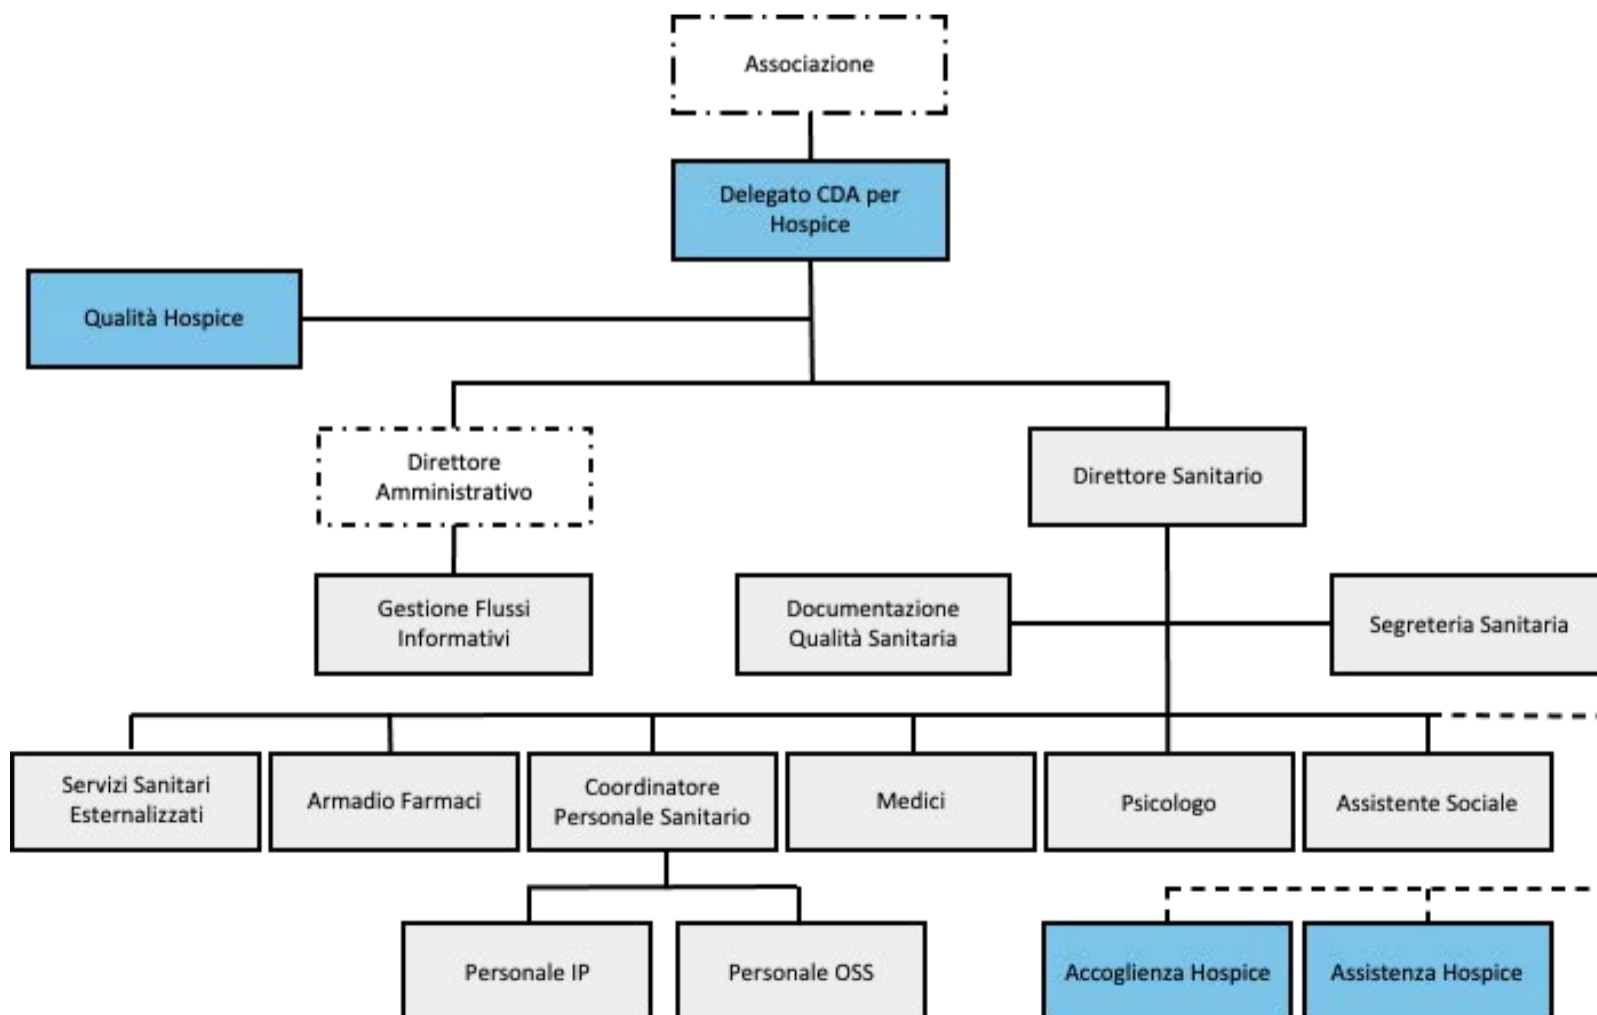 Associazione
Delegato CDA per
Hospice
Qualità Hospice
Direttore
Amministrativo
Direttore Sanitario
Gestione Flussi
Informativi
Documentazione
Qualità Sanitaria
Segreteria Sanitaria
Servizi Sanitari
Esternalizzati
Armadio Farmaci
Coordinatore
Personale Sanitario
Medici
Psicologo
Assistente Sociale
Personale IP
Personale OSS
Accoglienza Hospice
Assistenza Hospice